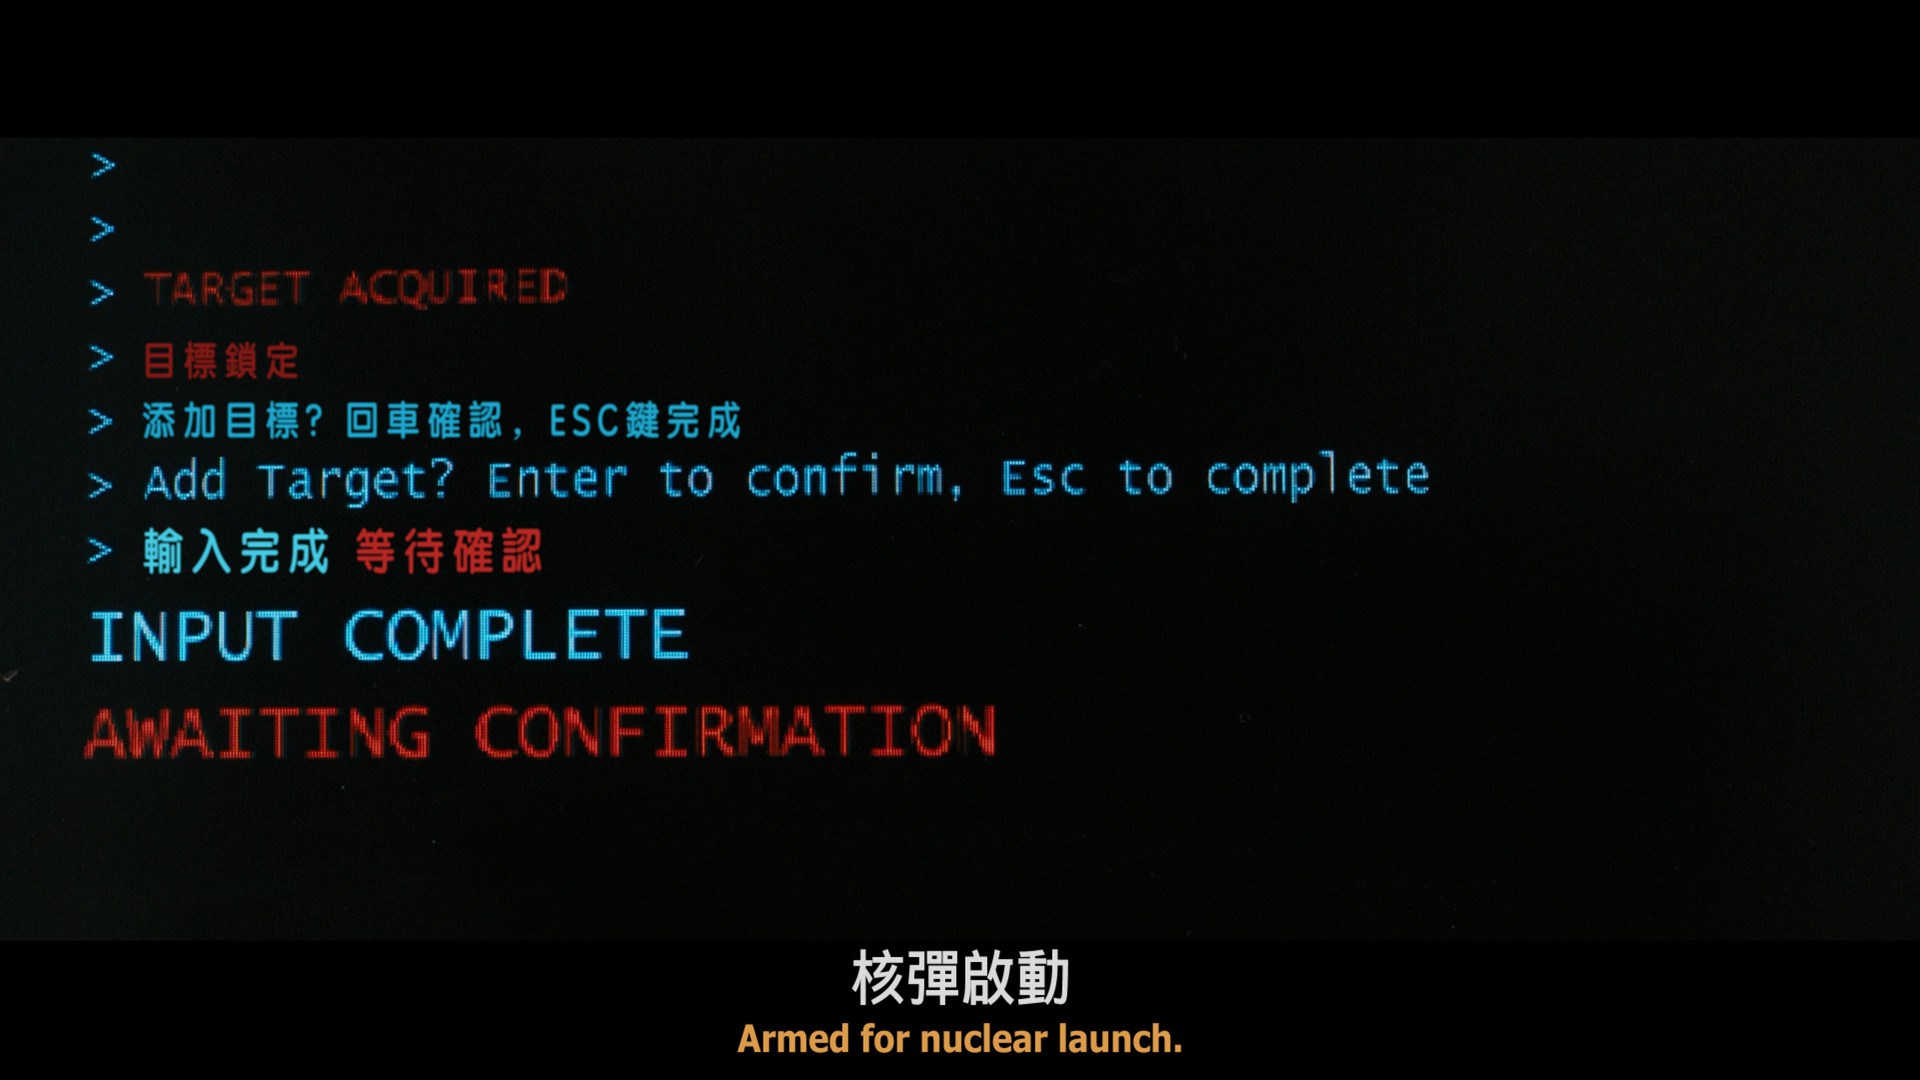 >
>
> TARGET ACQUIRED
> 目標鎖定
> 添加目標? 回車確認, ESC鍵完成
> Add Target? Enter to confirm, Esc to complete
> 輸入完成 等待確認
INPUT COMPLETE
AWAITING CONFIRMATION
核彈啟動
Armed for nuclear launch.